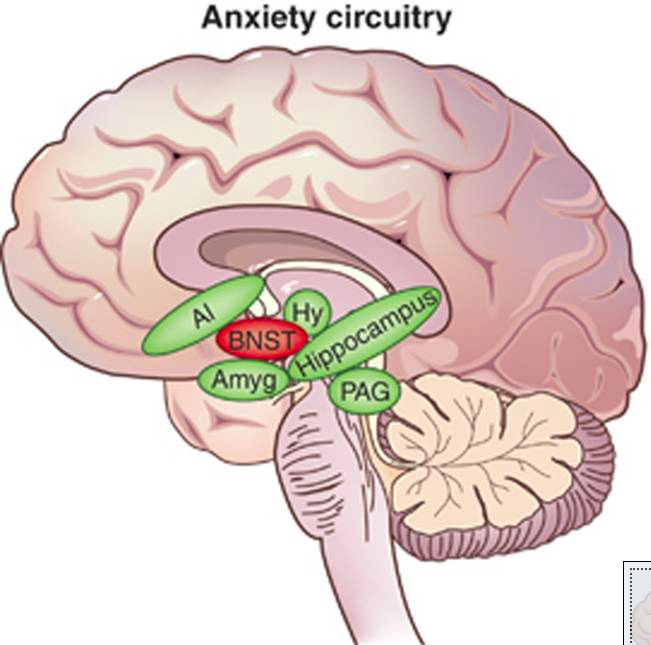 Anxiety circuitry
AI
Hy
BNST
Hippocampus
Amyg
PAG